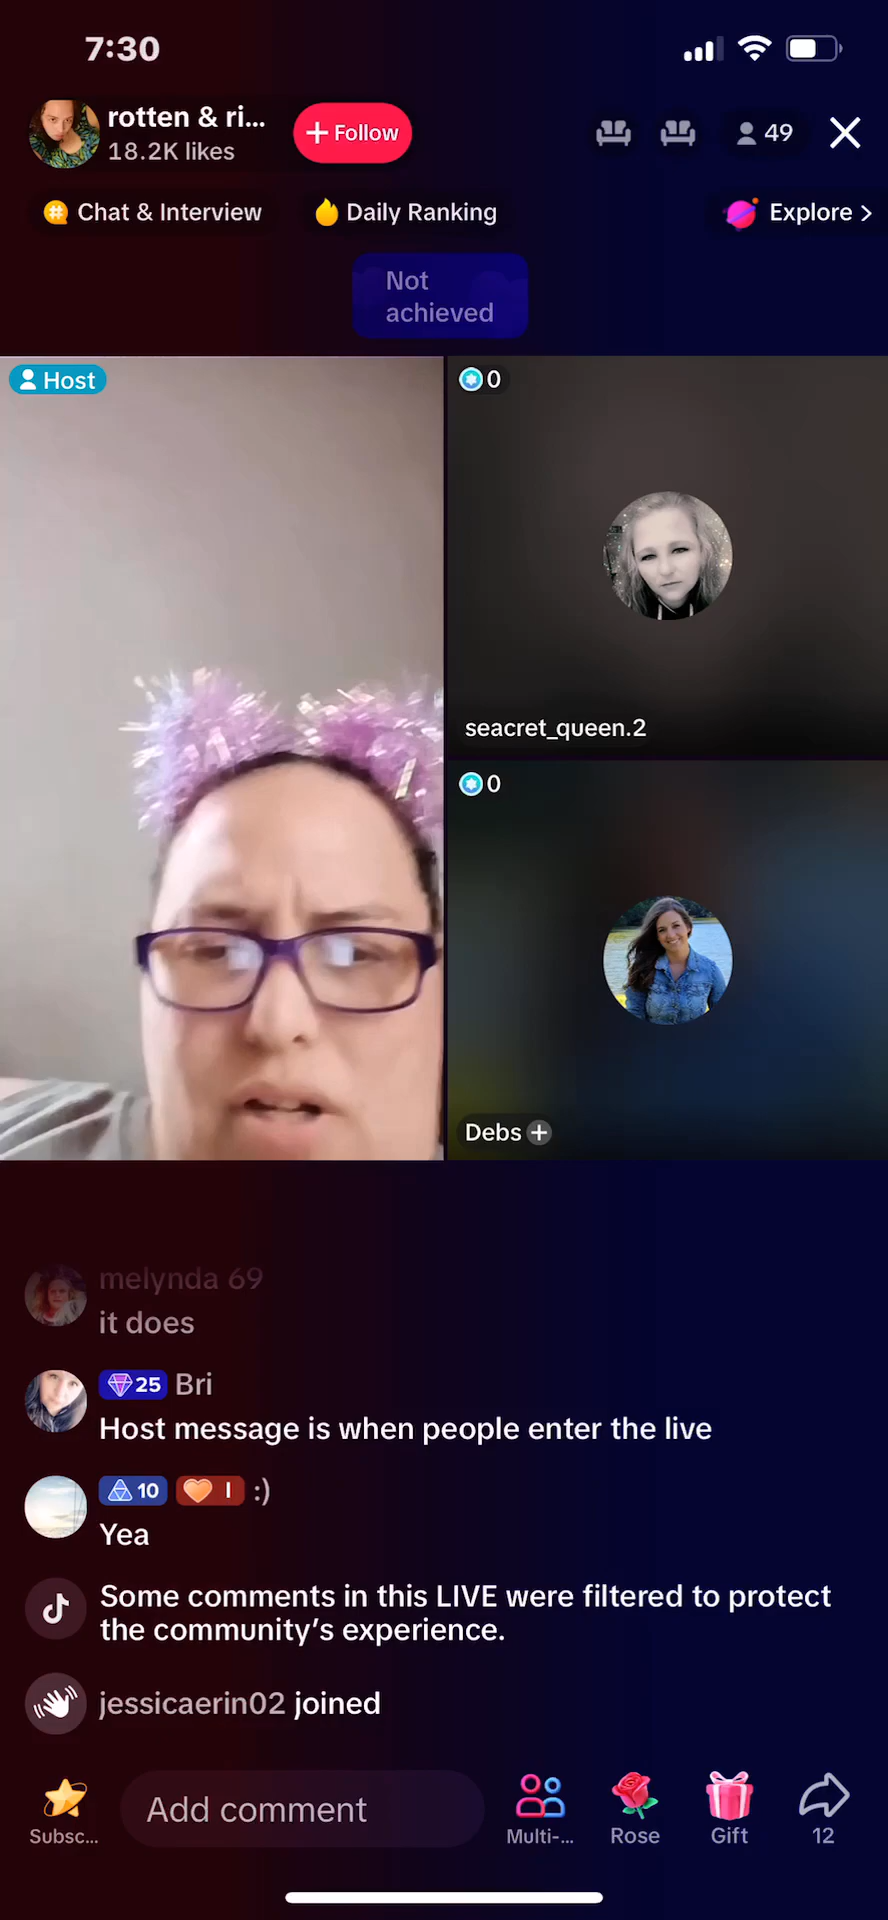 7:30
rotten & ri...
18.2K likes
+ Follow
49
Chat & Interview
Daily Ranking
Explore >
Not
achieved
Host
0
seacret_queen.2
0
Debs +
melynda 69
it does
25 Bri
Host message is when people enter the live
10 I :)
Yea
Some comments in this LIVE were filtered to protect
the community's experience.
jessicaerin02 joined
Subsc...
Add comment
Multi-...
Rose
Gift
12